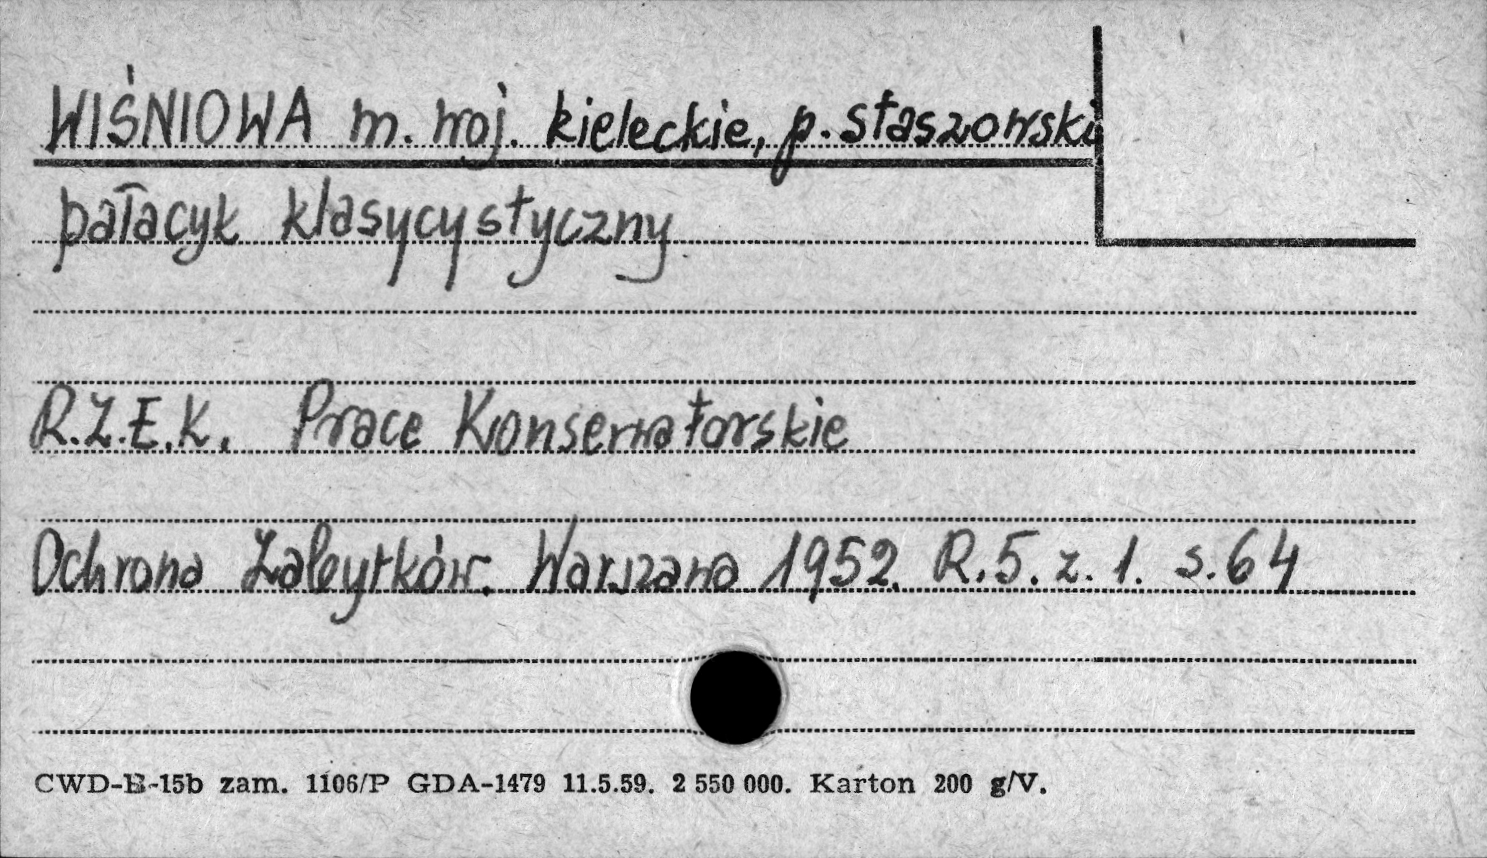 WIŚNIOWA m. woj. kieleckie, p. staszowski
pałacyk klasycystyczny
R.Z.E.K. Prace Konserwatorskie
Ochrona Zabytków. Warszawa 1952. R.5. z. 1. s. 64
CWD-B-15b zam. 1106/P GDA-1479 11.5.59. 2 550 000. Karton 200 g/V.